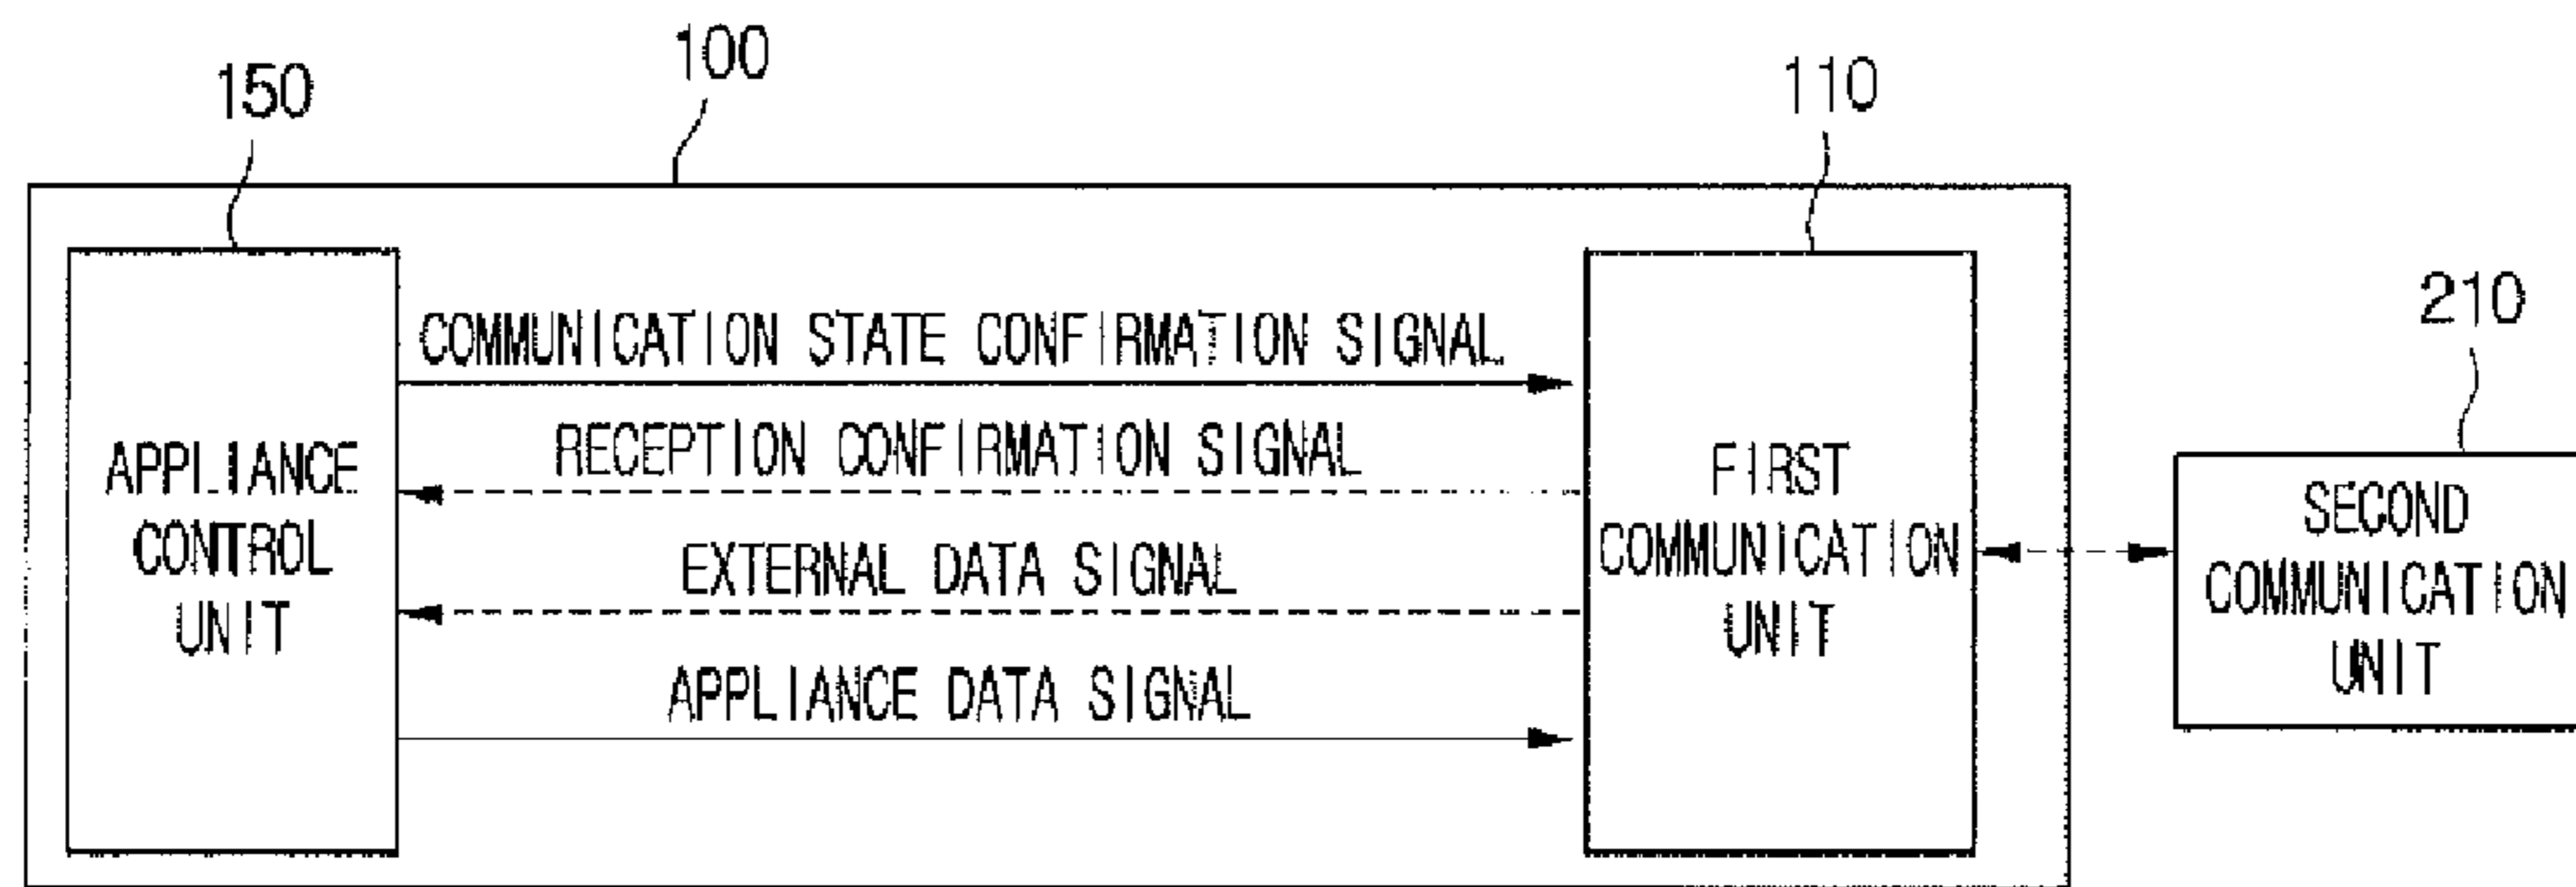 100
150
110
210
COMMUNICATION STATE CONFIRMATION SIGNAL
RECEPTION CONFIRMATION SIGNAL
EXTERNAL DATA SIGNAL
APPLIANCE DATA SIGNAL
APPLIANCE
CONTROL
UNIT
FIRST
COMMUNICATION
UNIT
SECOND
COMMUNICATION
UNIT